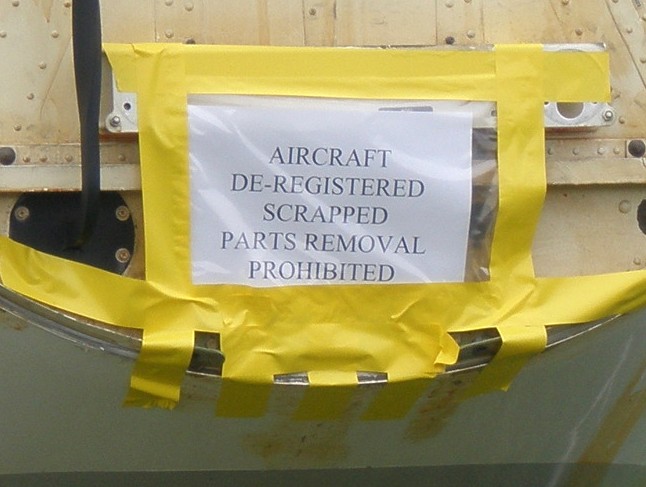 AIRCRAFT
DE-REGISTERED
SCRAPPED
PARTS REMOVAL
PROHIBITED